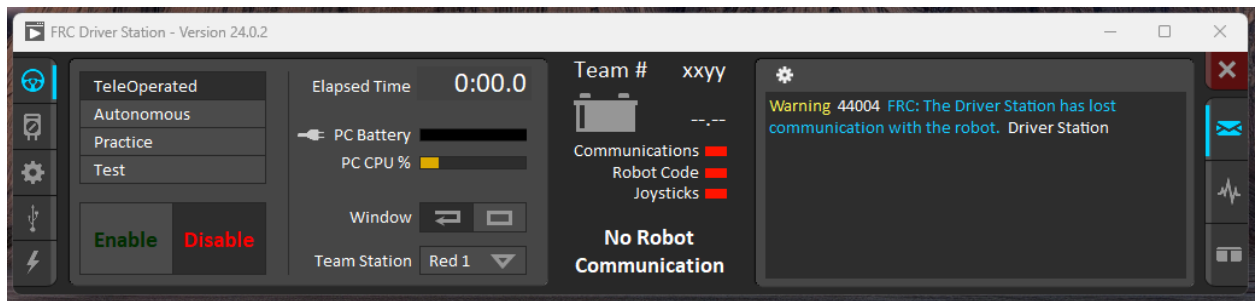 FRC Driver Station - Version 24.0.2
TeleOperated
Autonomous
Practice
Test
Enable
Disable
Elapsed Time 0:00.0
PC Battery
PC CPU %
Window
Team Station Red 1
Team # xxyy
--.--
Communications
Robot Code
Joysticks
No Robot
Communication
Warning 44004 FRC: The Driver Station has lost
communication with the robot. Driver Station